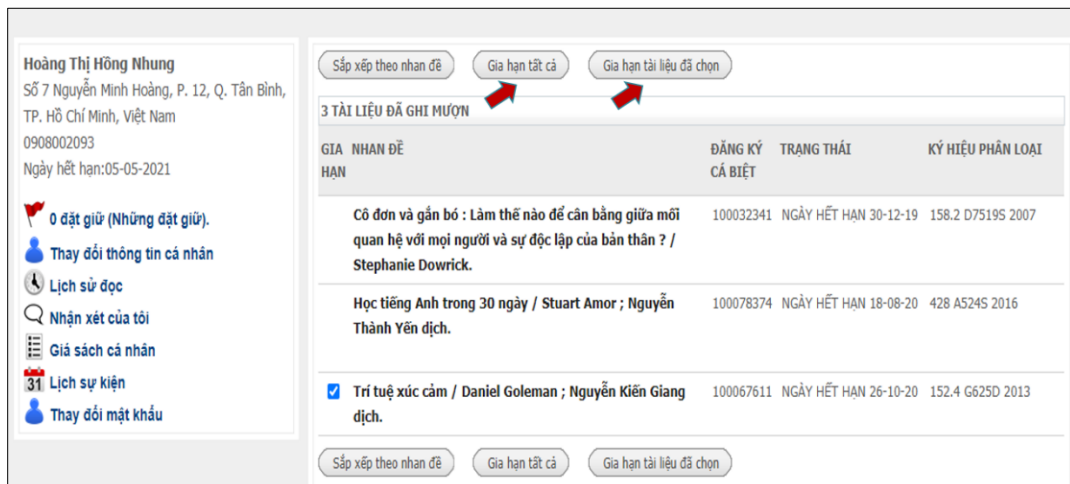 Hoàng Thị Hồng Nhung
Số 7 Nguyễn Minh Hoàng, P. 12, Q. Tân Bình,
TP. Hồ Chí Minh, Việt Nam
0908002093
Ngày hết hạn:05-05-2021
0 đặt giữ (Những đặt giữ).
Thay đổi thông tin cá nhân
Lịch sử đọc
Nhận xét của tôi
Giá sách cá nhân
31 Lịch sự kiện
Thay đổi mật khẩu
Sắp xếp theo nhan đề Gia hạn tất cả Gia hạn tài liệu đã chọn
3 TÀI LIỆU ĐÃ GHI MƯỢN
GIA NHAN ĐỀ ĐĂNG KÝ TRẠNG THÁI KÝ HIỆU PHÂN LOẠI
HẠN CÁ BIỆT
Cô đơn và gắn bó : Làm thế nào để cân bằng giữa mối 100032341 NGÀY HẾT HẠN 30-12-19 158.2 D7519S 2007
quan hệ với mọi người và sự độc lập của bản thân ? /
Stephanie Dowrick.
Học tiếng Anh trong 30 ngày / Stuart Amor ; Nguyễn 100078374 NGÀY HẾT HẠN 18-08-20 428 A524S 2016
Thành Yến dịch.
Trí tuệ xúc cảm / Daniel Goleman ; Nguyễn Kiến Giang 100067611 NGÀY HẾT HẠN 26-10-20 152.4 G625D 2013
dịch.
Sắp xếp theo nhan đề Gia hạn tất cả Gia hạn tài liệu đã chọn